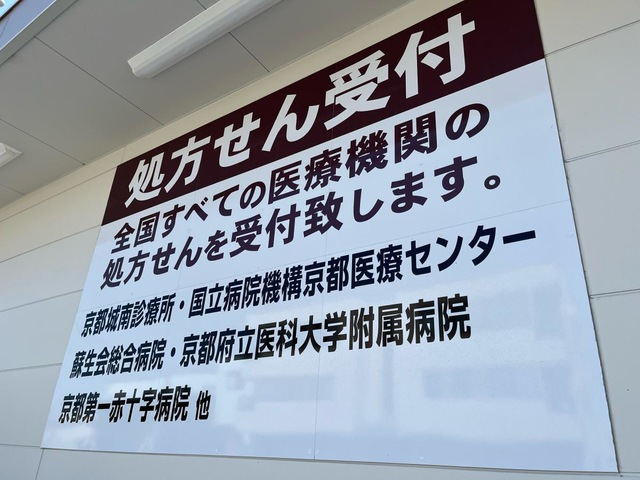 処方せん受付
全国すべての医療機関の
処方せんを受付致します。
京都城南診療所・国立病院機構京都医療センター
蘇生会総合病院・京都府立医科大学附属病院
京都第一赤十字病院 他